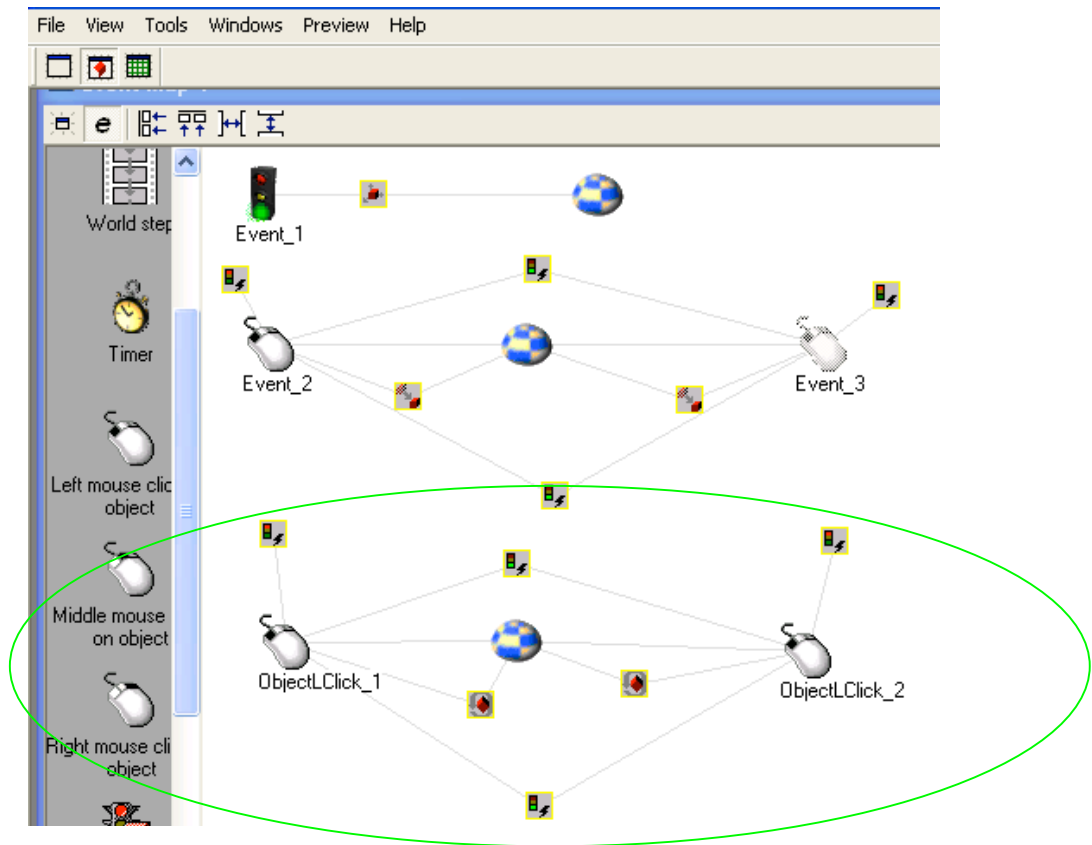 File View Tools Windows Preview Help
e
World step
Event_1
Timer
Event_2
Event_3
Left mouse clic
object
Middle mouse
on object
ObjectLClick_1
ObjectLClick_2
Right mouse cli
object